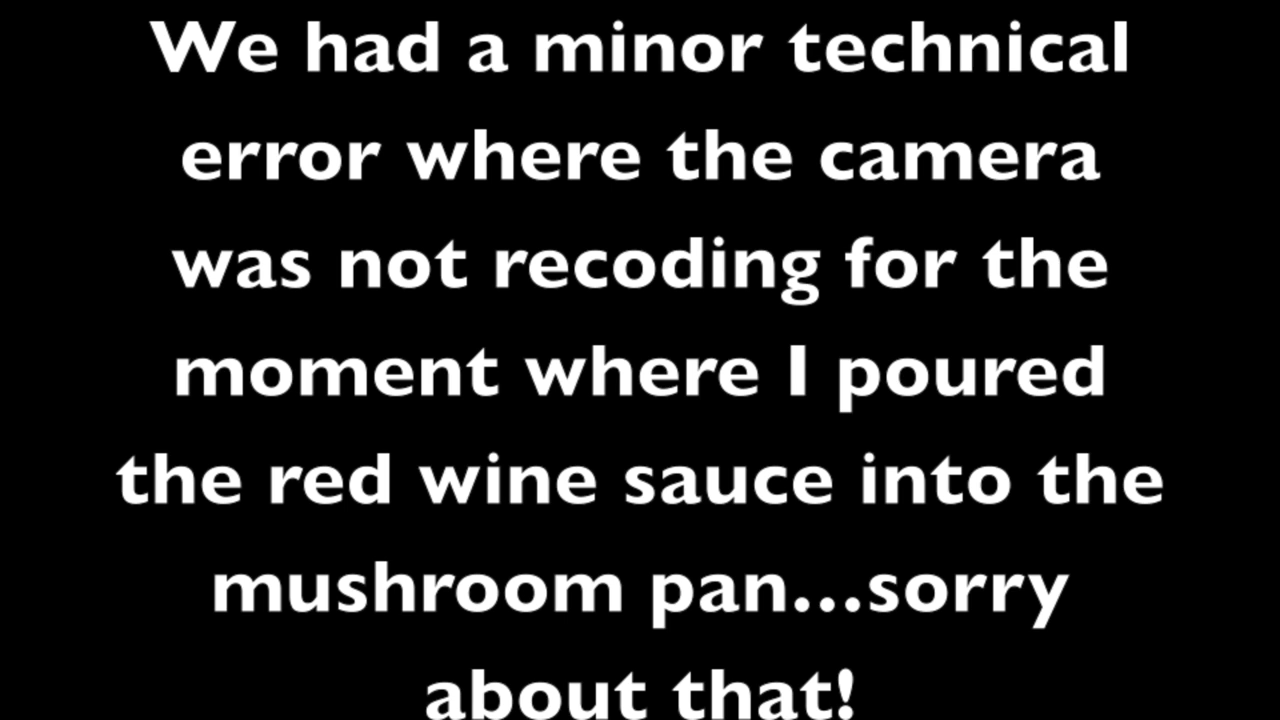 We had a minor technical
error where the camera
was not recoding for the
moment where I poured
the red wine sauce into the
mushroom pan...sorry
about that!